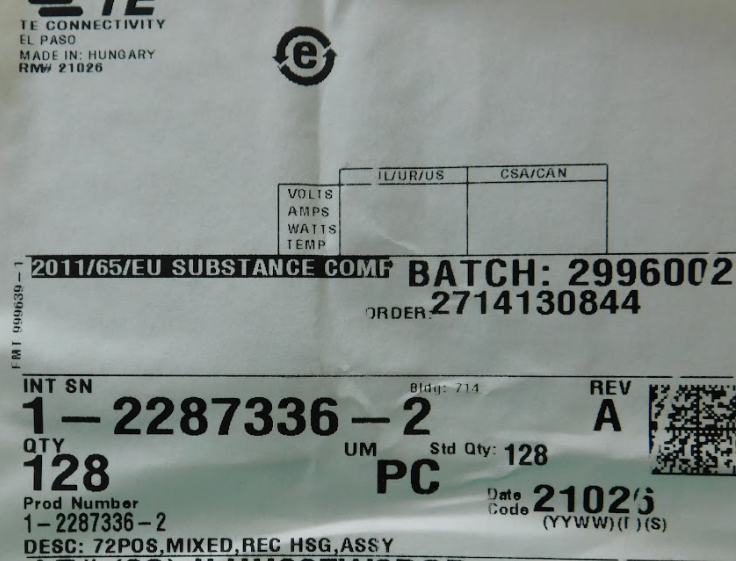 TE
TE CONNECTIVITY
EL PASO
MADE IN: HUNGARY
RM# 21026
e
IL/UR/US CSA/CAN
VOLTS
AMPS
WATTS
TEMP
2011/65/EU SUBSTANCE COMP
BATCH: 2996002
ORDER: 2714130844
FMT 999639-1
INT SN
Bldg: 714
REV
1-2287336-2
A
QTY
128
UM
PC
Std Qty: 128
Prod Number
1-2287336-2
Date Code 21026
(YYWW)(D)(S)
DESC: 72POS,MIXED,REC HSG,ASSY